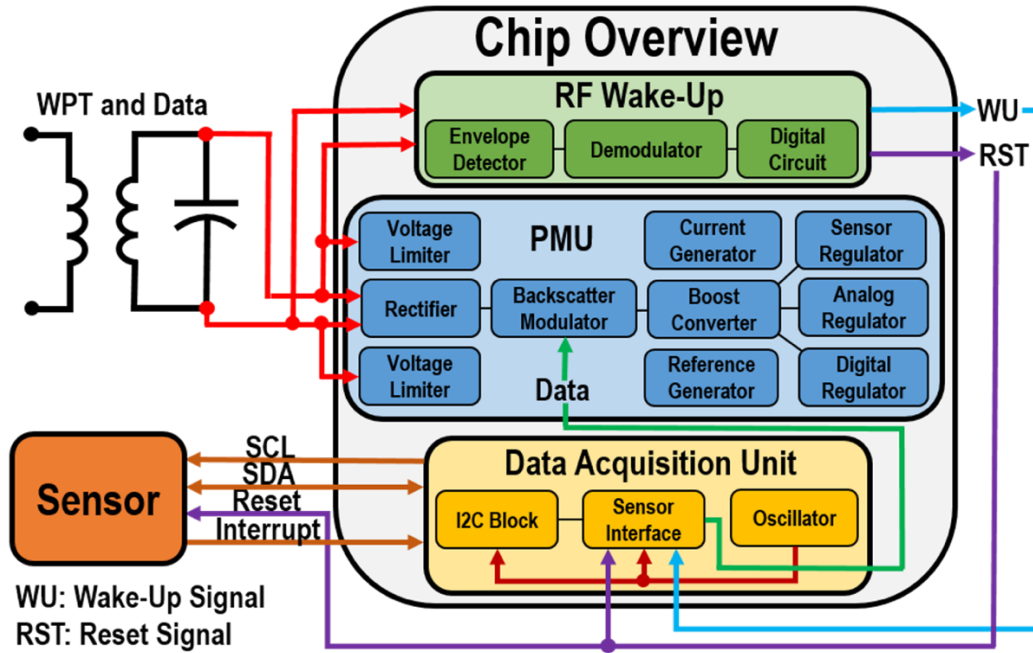 Chip Overview
WPT and Data
RF Wake-Up
Envelope
Detector
Demodulator
Digital
Circuit
WU
RST
PMU
Voltage
Limiter
Current
Generator
Sensor
Regulator
Rectifier
Backscatter
Modulator
Boost
Converter
Analog
Regulator
Voltage
Limiter
Data
Reference
Generator
Digital
Regulator
Sensor
SCL
SDA
Reset
Interrupt
Data Acquisition Unit
I2C Block
Sensor
Interface
Oscillator
WU: Wake-Up Signal
RST: Reset Signal